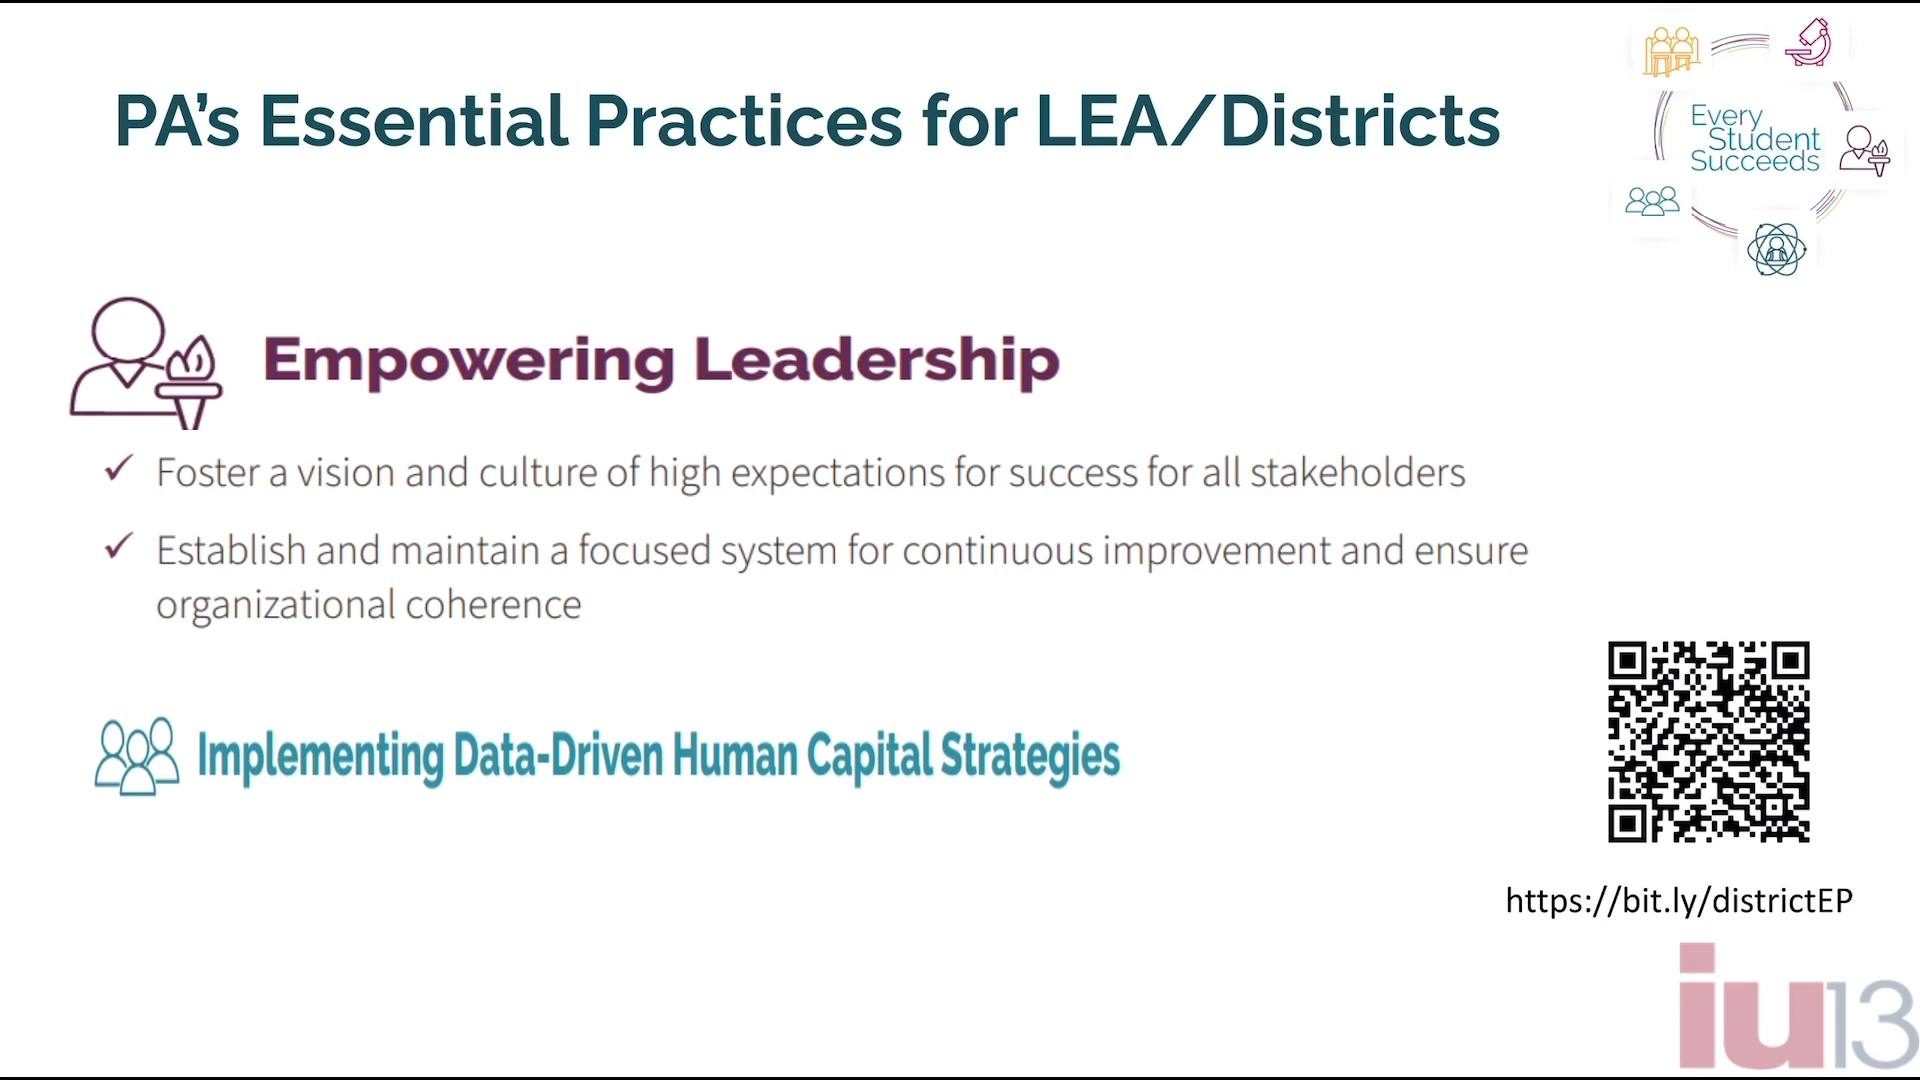 PA's Essential Practices for LEA/Districts
Every
Student
Succeeds
Empowering Leadership
✓ Foster a vision and culture of high expectations for success for all stakeholders
✓ Establish and maintain a focused system for continuous improvement and ensure
organizational coherence
Implementing Data-Driven Human Capital Strategies
https://bit.ly/districtEP
iu13